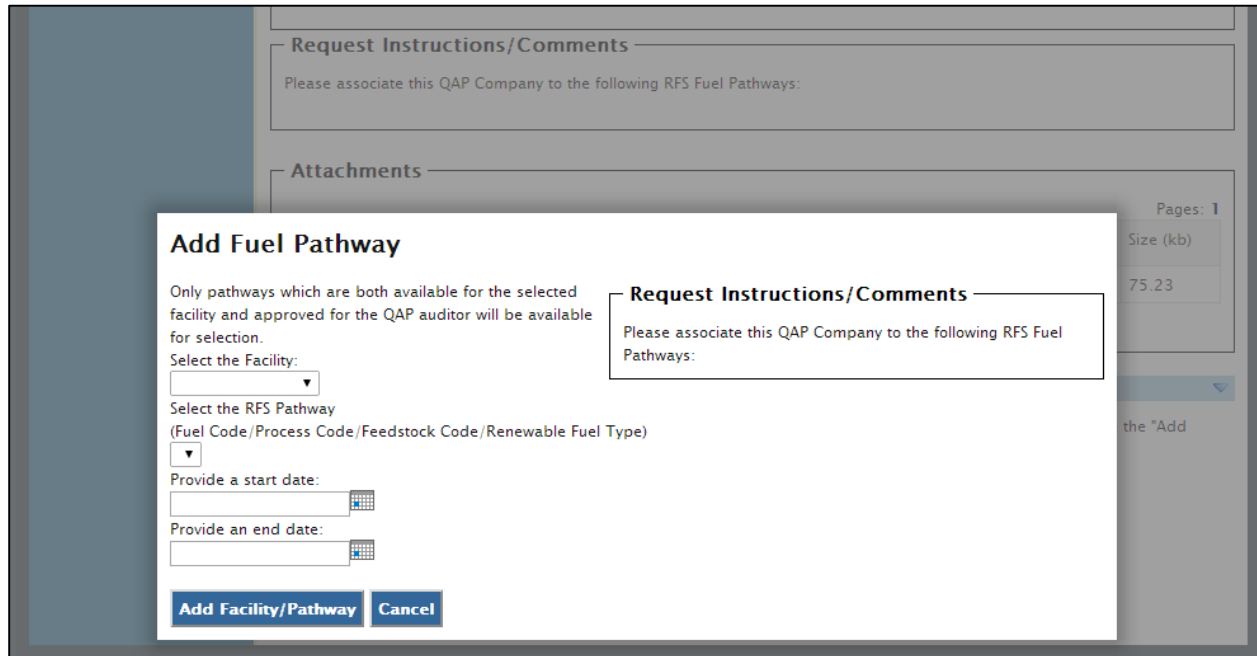 Request Instructions/Comments
Please associate this QAP Company to the following RFS Fuel Pathways:
Attachments
Pages: 1
Size (kb)
75.23
the "Add
Add Fuel Pathway
Only pathways which are both available for the selected
facility and approved for the QAP auditor will be available
for selection.
Select the Facility:
Select the RFS Pathway
(Fuel Code/Process Code/Feedstock Code/Renewable Fuel Type)
Provide a start date:
Provide an end date:
Add Facility/Pathway
Cancel
Request Instructions/Comments
Please associate this QAP Company to the following RFS Fuel
Pathways: